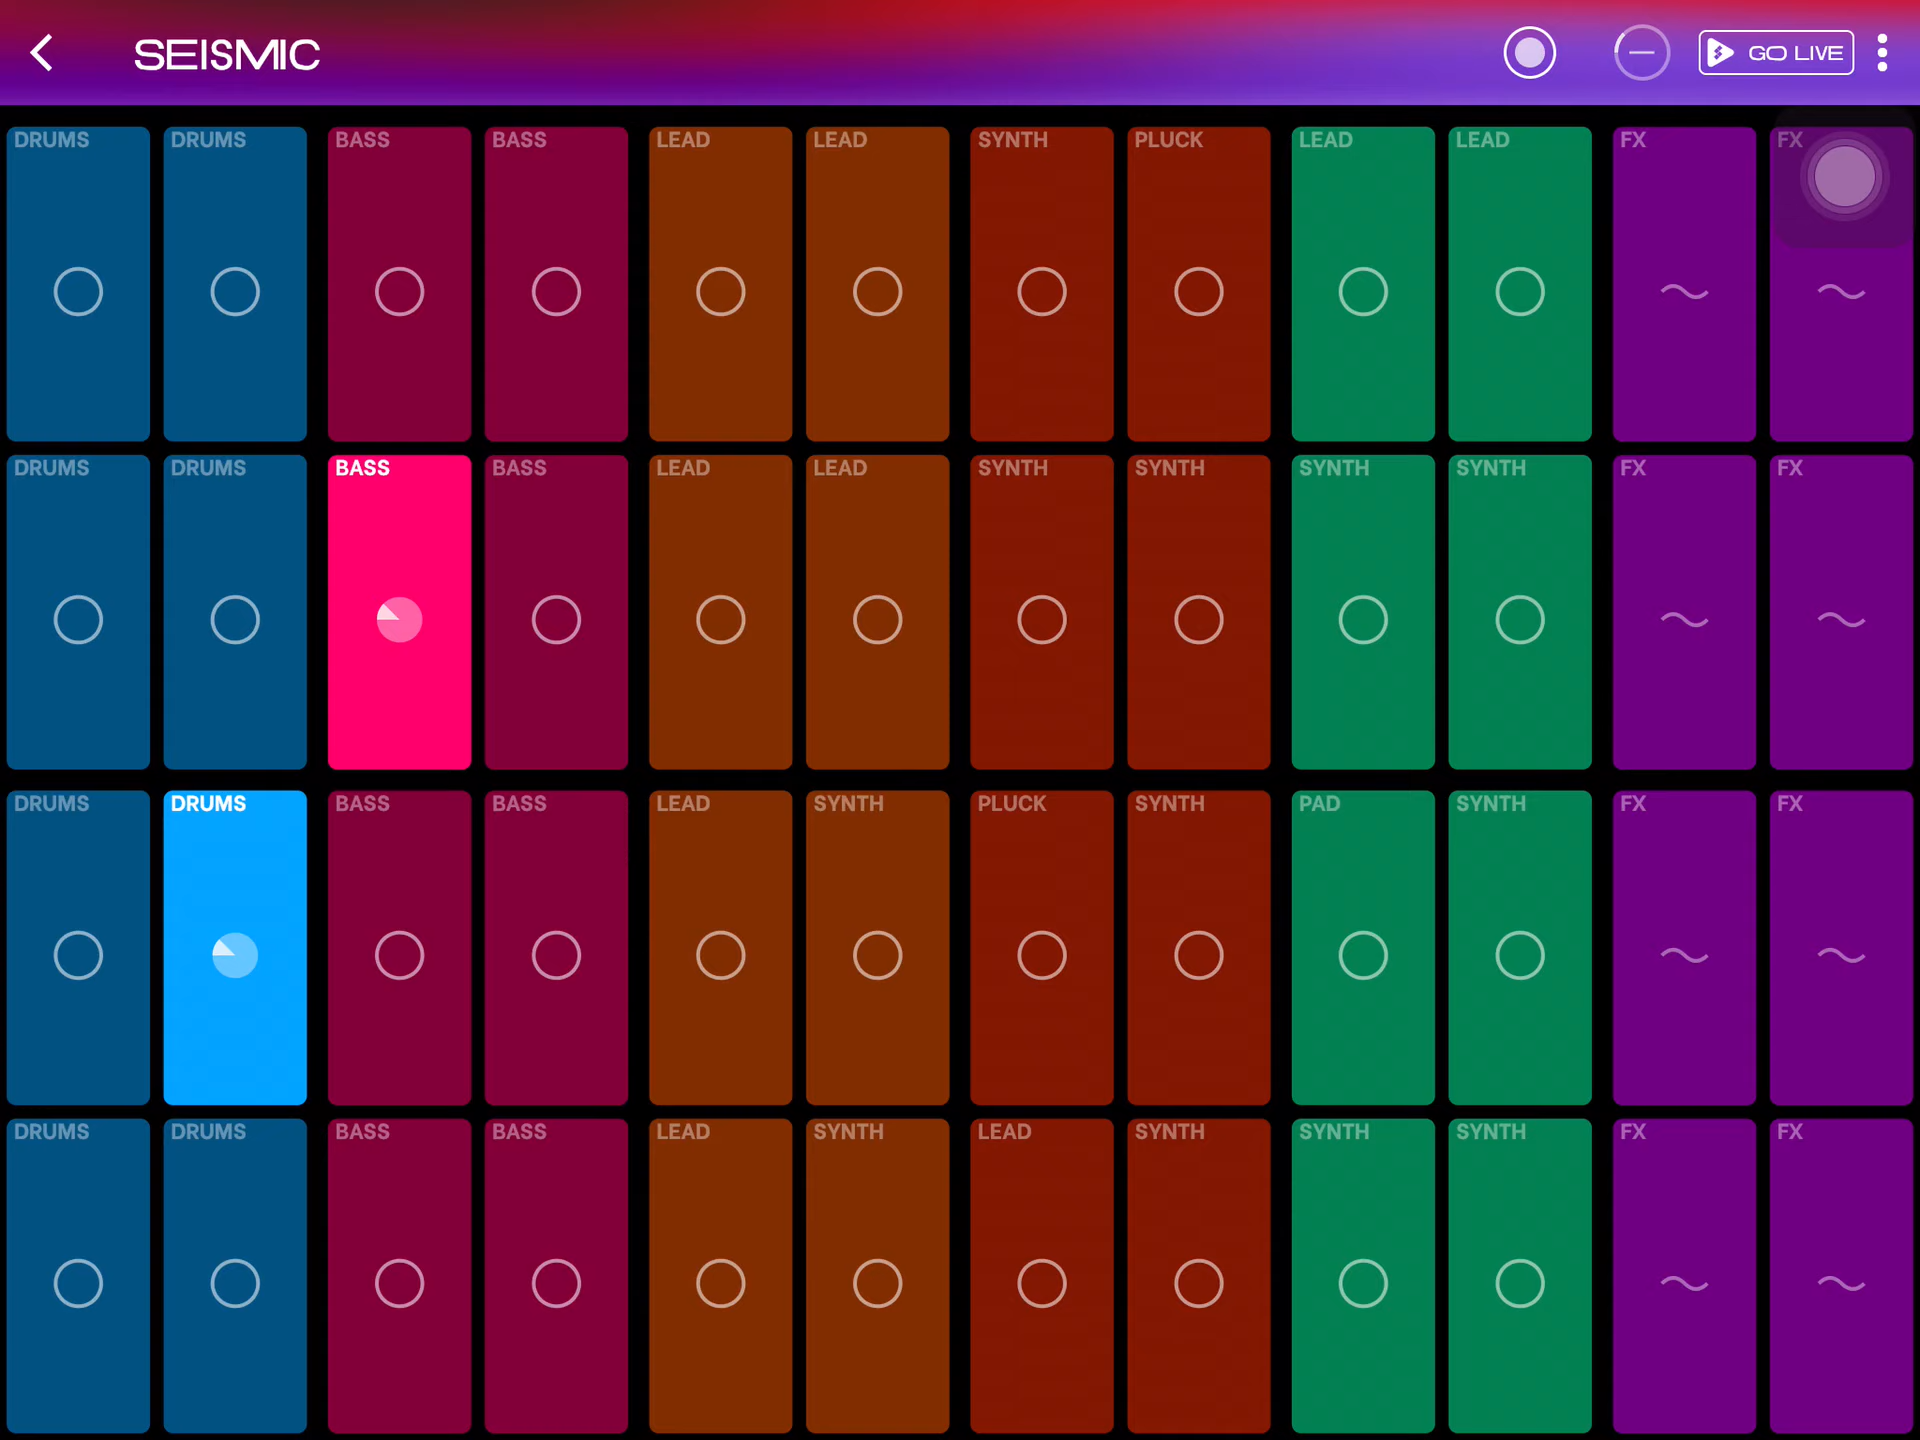 SEISMIC GO LIVE
DRUMS DRUMS BASS BASS LEAD LEAD SYNTH PLUCK LEAD LEAD FX FX
DRUMS DRUMS BASS BASS LEAD LEAD SYNTH SYNTH SYNTH SYNTH FX FX
DRUMS DRUMS BASS BASS LEAD SYNTH PLUCK SYNTH PAD SYNTH FX FX
DRUMS DRUMS BASS BASS LEAD SYNTH LEAD SYNTH SYNTH SYNTH FX FX